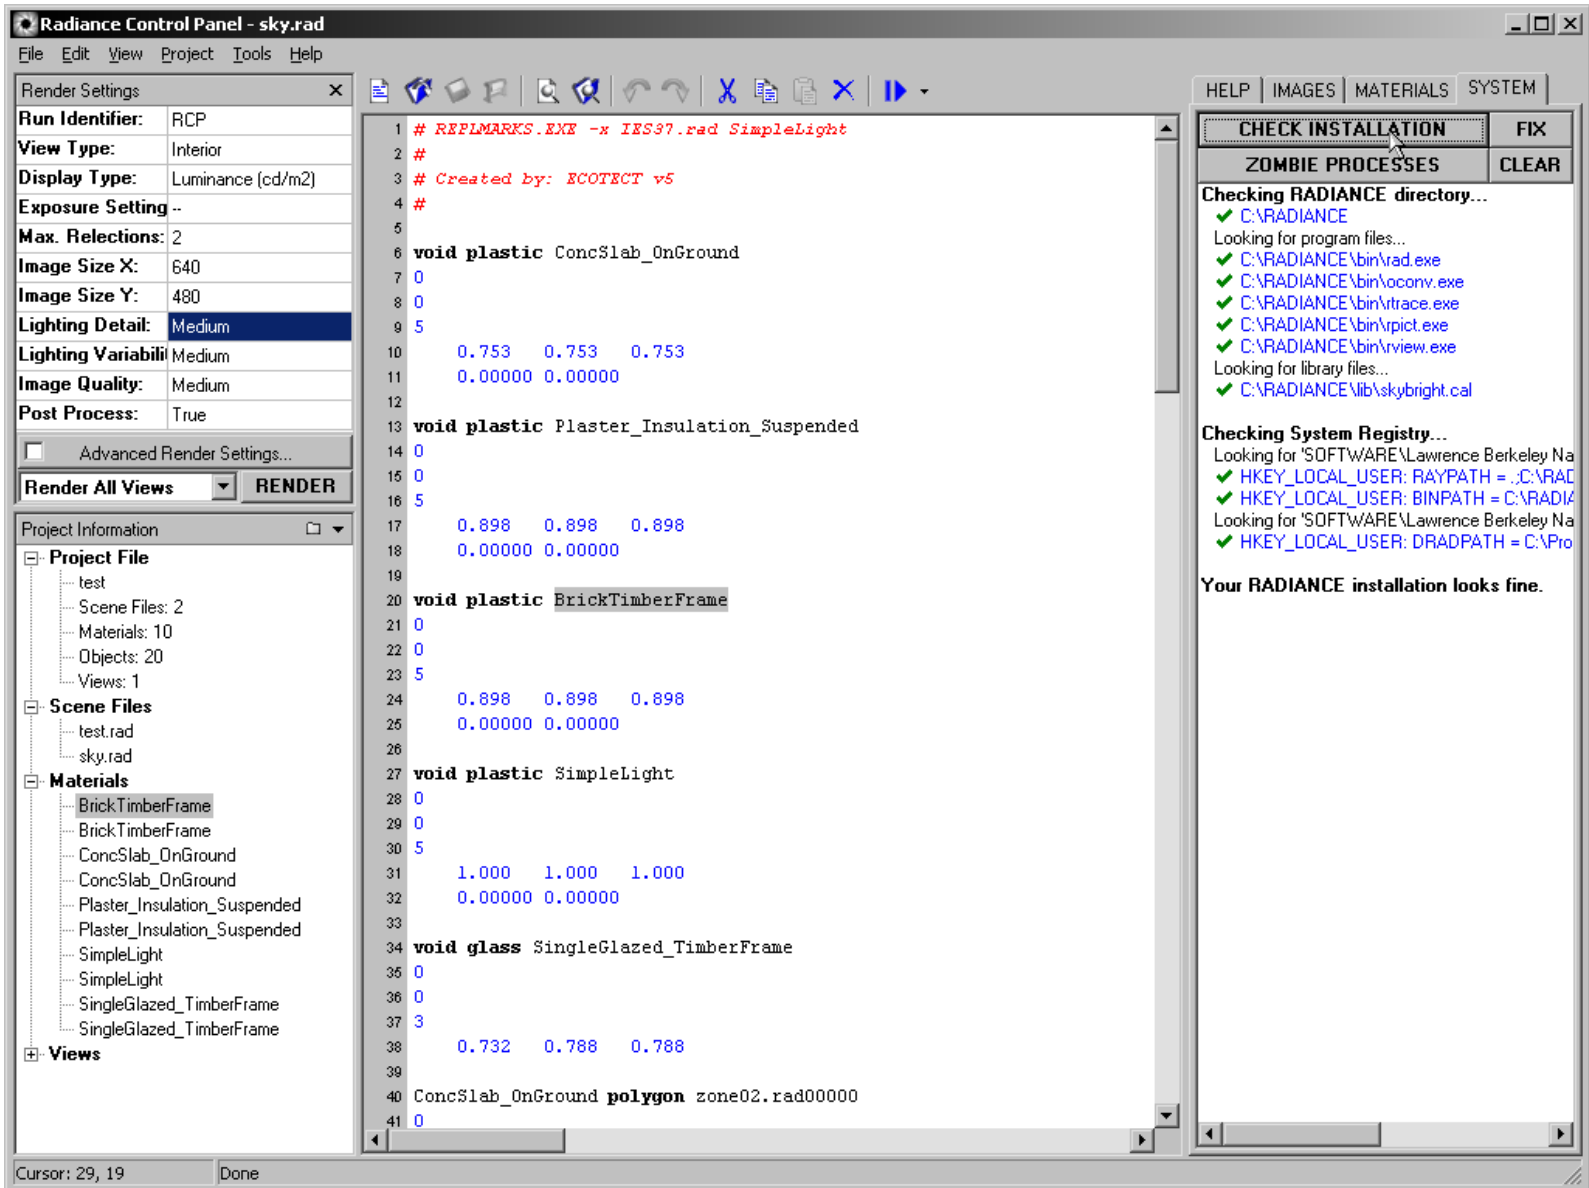 Radiance Control Panel - sky.rad
File Edit View Project Tools Help
Render Settings
Run Identifier: RCP
View Type: Interior
Display Type: Luminance (cd/m2)
Exposure Setting --
Max. Relections: 2
Image Size X: 640
Image Size Y: 480
Lighting Detail: Medium
Lighting Variabili Medium
Image Quality: Medium
Post Process: True
Advanced Render Settings...
Render All Views RENDER
Project Information
Project File
test
Scene Files: 2
Materials: 10
Objects: 20
Views: 1
Scene Files
test.rad
sky.rad
Materials
BrickTimberFrame
BrickTimberFrame
ConcSlab_OnGround
ConcSlab_OnGround
Plaster_Insulation_Suspended
Plaster_Insulation_Suspended
SimpleLight
SimpleLight
SingleGlazed_TimberFrame
SingleGlazed_TimberFrame
Views
1 # REPLMARKS.EXE -x IES37.rad SimpleLight
2 #
3 # Created by: ECOTECT v5
4 #
5
6 void plastic ConcSlab_OnGround
7 0
8 0
9 5
10 0.753 0.753 0.753
11 0.00000 0.00000
12
13 void plastic Plaster_Insulation_Suspended
14 0
15 0
16 5
17 0.898 0.898 0.898
18 0.00000 0.00000
19
20 void plastic BrickTimberFrame
21 0
22 0
23 5
24 0.898 0.898 0.898
25 0.00000 0.00000
26
27 void plastic SimpleLight
28 0
29 0
30 5
31 1.000 1.000 1.000
32 0.00000 0.00000
33
34 void glass SingleGlazed_TimberFrame
35 0
36 0
37 3
38 0.732 0.788 0.788
39
40 ConcSlab_OnGround polygon zone02.rad00000
41 0
HELP IMAGES MATERIALS SYSTEM
CHECK INSTALLATION FIX
ZOMBIE PROCESSES CLEAR
Checking RADIANCE directory...
C:\RADIANCE
Looking for program files...
C:\RADIANCE\bin\rad.exe
C:\RADIANCE\bin\oconv.exe
C:\RADIANCE\bin\rtrace.exe
C:\RADIANCE\bin\rpict.exe
C:\RADIANCE\bin\rview.exe
Looking for library files...
C:\RADIANCE\lib\skybright.cal
Checking System Registry...
Looking for 'SOFTWARE\Lawrence Berkeley Na
HKEY_LOCAL_USER: RAYPATH = .;C:\RAD
HKEY_LOCAL_USER: BINPATH = C:\RADIA
Looking for 'SOFTWARE\Lawrence Berkeley Na
HKEY_LOCAL_USER: DRADPATH = C:\Pro
Your RADIANCE installation looks fine.
Cursor: 29, 19 Done